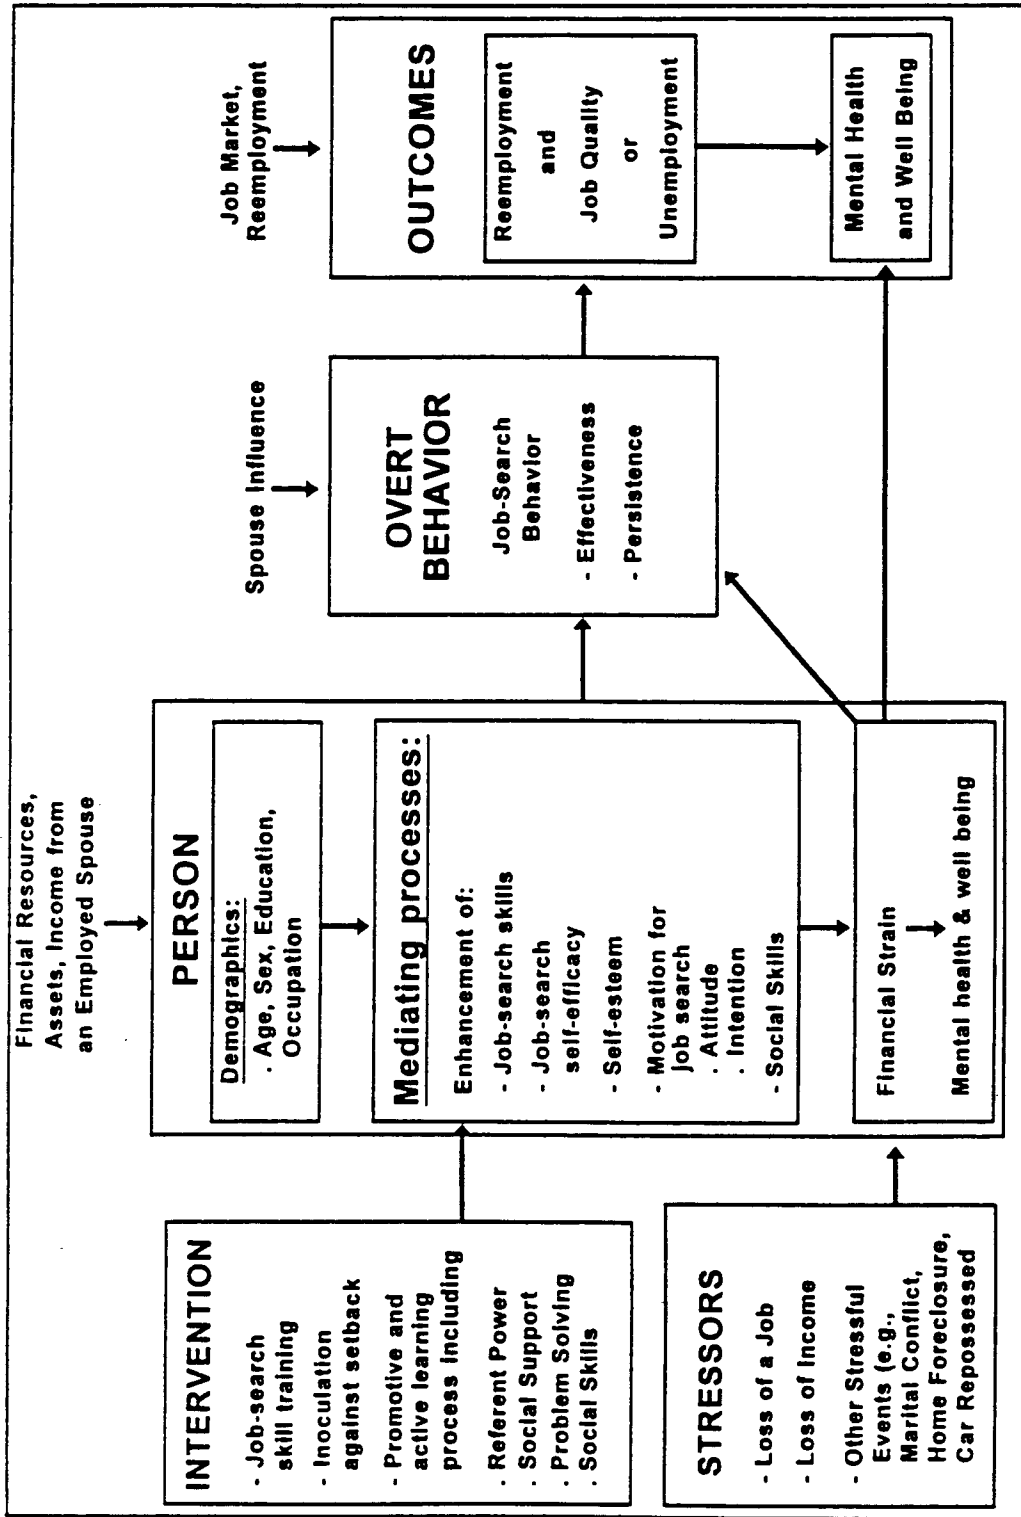 INTERVENTION
- Job-search
skill training
- Inoculation
against setback
- Promotive and
active learning
process including
. Referent Power
. Social Support
. Problem Solving
. Social Skills
STRESSORS
- Loss of a Job
- Loss of Income
- Other Stressful
Events (e.g.,
Marital Conflict,
Home Foreclosure,
Car Repossessed
Financial Resources,
Assets, Income from
an Employed Spouse
PERSON
Demographics:
. Age, Sex, Education,
Occupation
Mediating processes:
Enhancement of:
- Job-search skills
- Job-search
self-efficacy
- Self-esteem
- Motivation for
job search
. Attitude
. Intention
- Social Skills
Financial Strain
Mental health & well being
Spouse Influence
OVERT
BEHAVIOR
Job-Search
Behavior
- Effectiveness
- Persistence
Job Market,
Reemployment
OUTCOMES
Reemployment
and
Job Quality
or
Unemployment
Mental Health
and Well Being